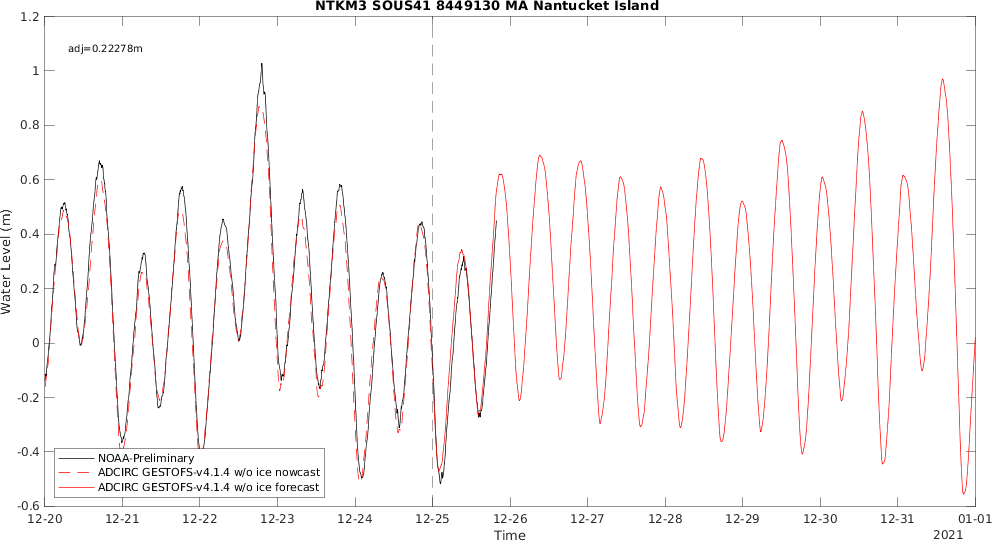 NTKM3 SOUS41 8449130 MA Nantucket Island
1.2
adj=0.22278m
1
0.8
0.6
0.4
0.2
0
-0.2
-0.4
-0.6
Water Level (m)
NOAA-Preliminary
ADCIRC GESTOFS-v4.1.4 w/o ice nowcast
ADCIRC GESTOFS-v4.1.4 w/o ice forecast
12-20 12-21 12-22 12-23 12-24 12-25 12-26 12-27 12-28 12-29 12-30 12-31 01-01
Time
2021